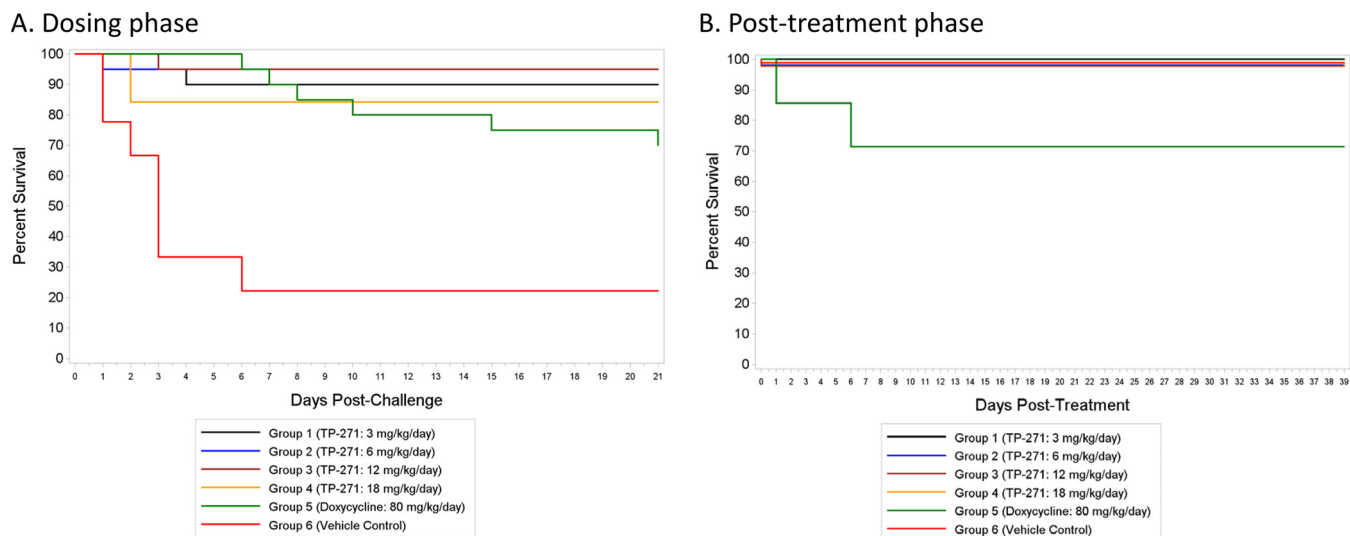 A. Dosing phase
100
90
80
70
60
50
40
30
20
10
0
Percent Survival
0 1 2 3 4 5 6 7 8 9 10 11 12 13 14 15 16 17 18 19 20 21
Days Post-Challenge
Group 1 (TP-271: 3 mg/kg/day)
Group 2 (TP-271: 6 mg/kg/day)
Group 3 (TP-271: 12 mg/kg/day)
Group 4 (TP-271: 18 mg/kg/day)
Group 5 (Doxycycline: 80 mg/kg/day)
Group 6 (Vehicle Control)
B. Post-treatment phase
100
90
80
70
60
50
40
30
20
10
0
Percent Survival
0 1 2 3 4 5 6 7 8 9 10 11 12 13 14 15 16 17 18 19 20 21 22 23 24 25 26 27 28 29 30 31 32 33 34 35 36 37 38 39
Days Post-Treatment
Group 1 (TP-271: 3 mg/kg/day)
Group 2 (TP-271: 6 mg/kg/day)
Group 3 (TP-271: 12 mg/kg/day)
Group 4 (TP-271: 18 mg/kg/day)
Group 5 (Doxycycline: 80 mg/kg/day)
Group 6 (Vehicle Control)